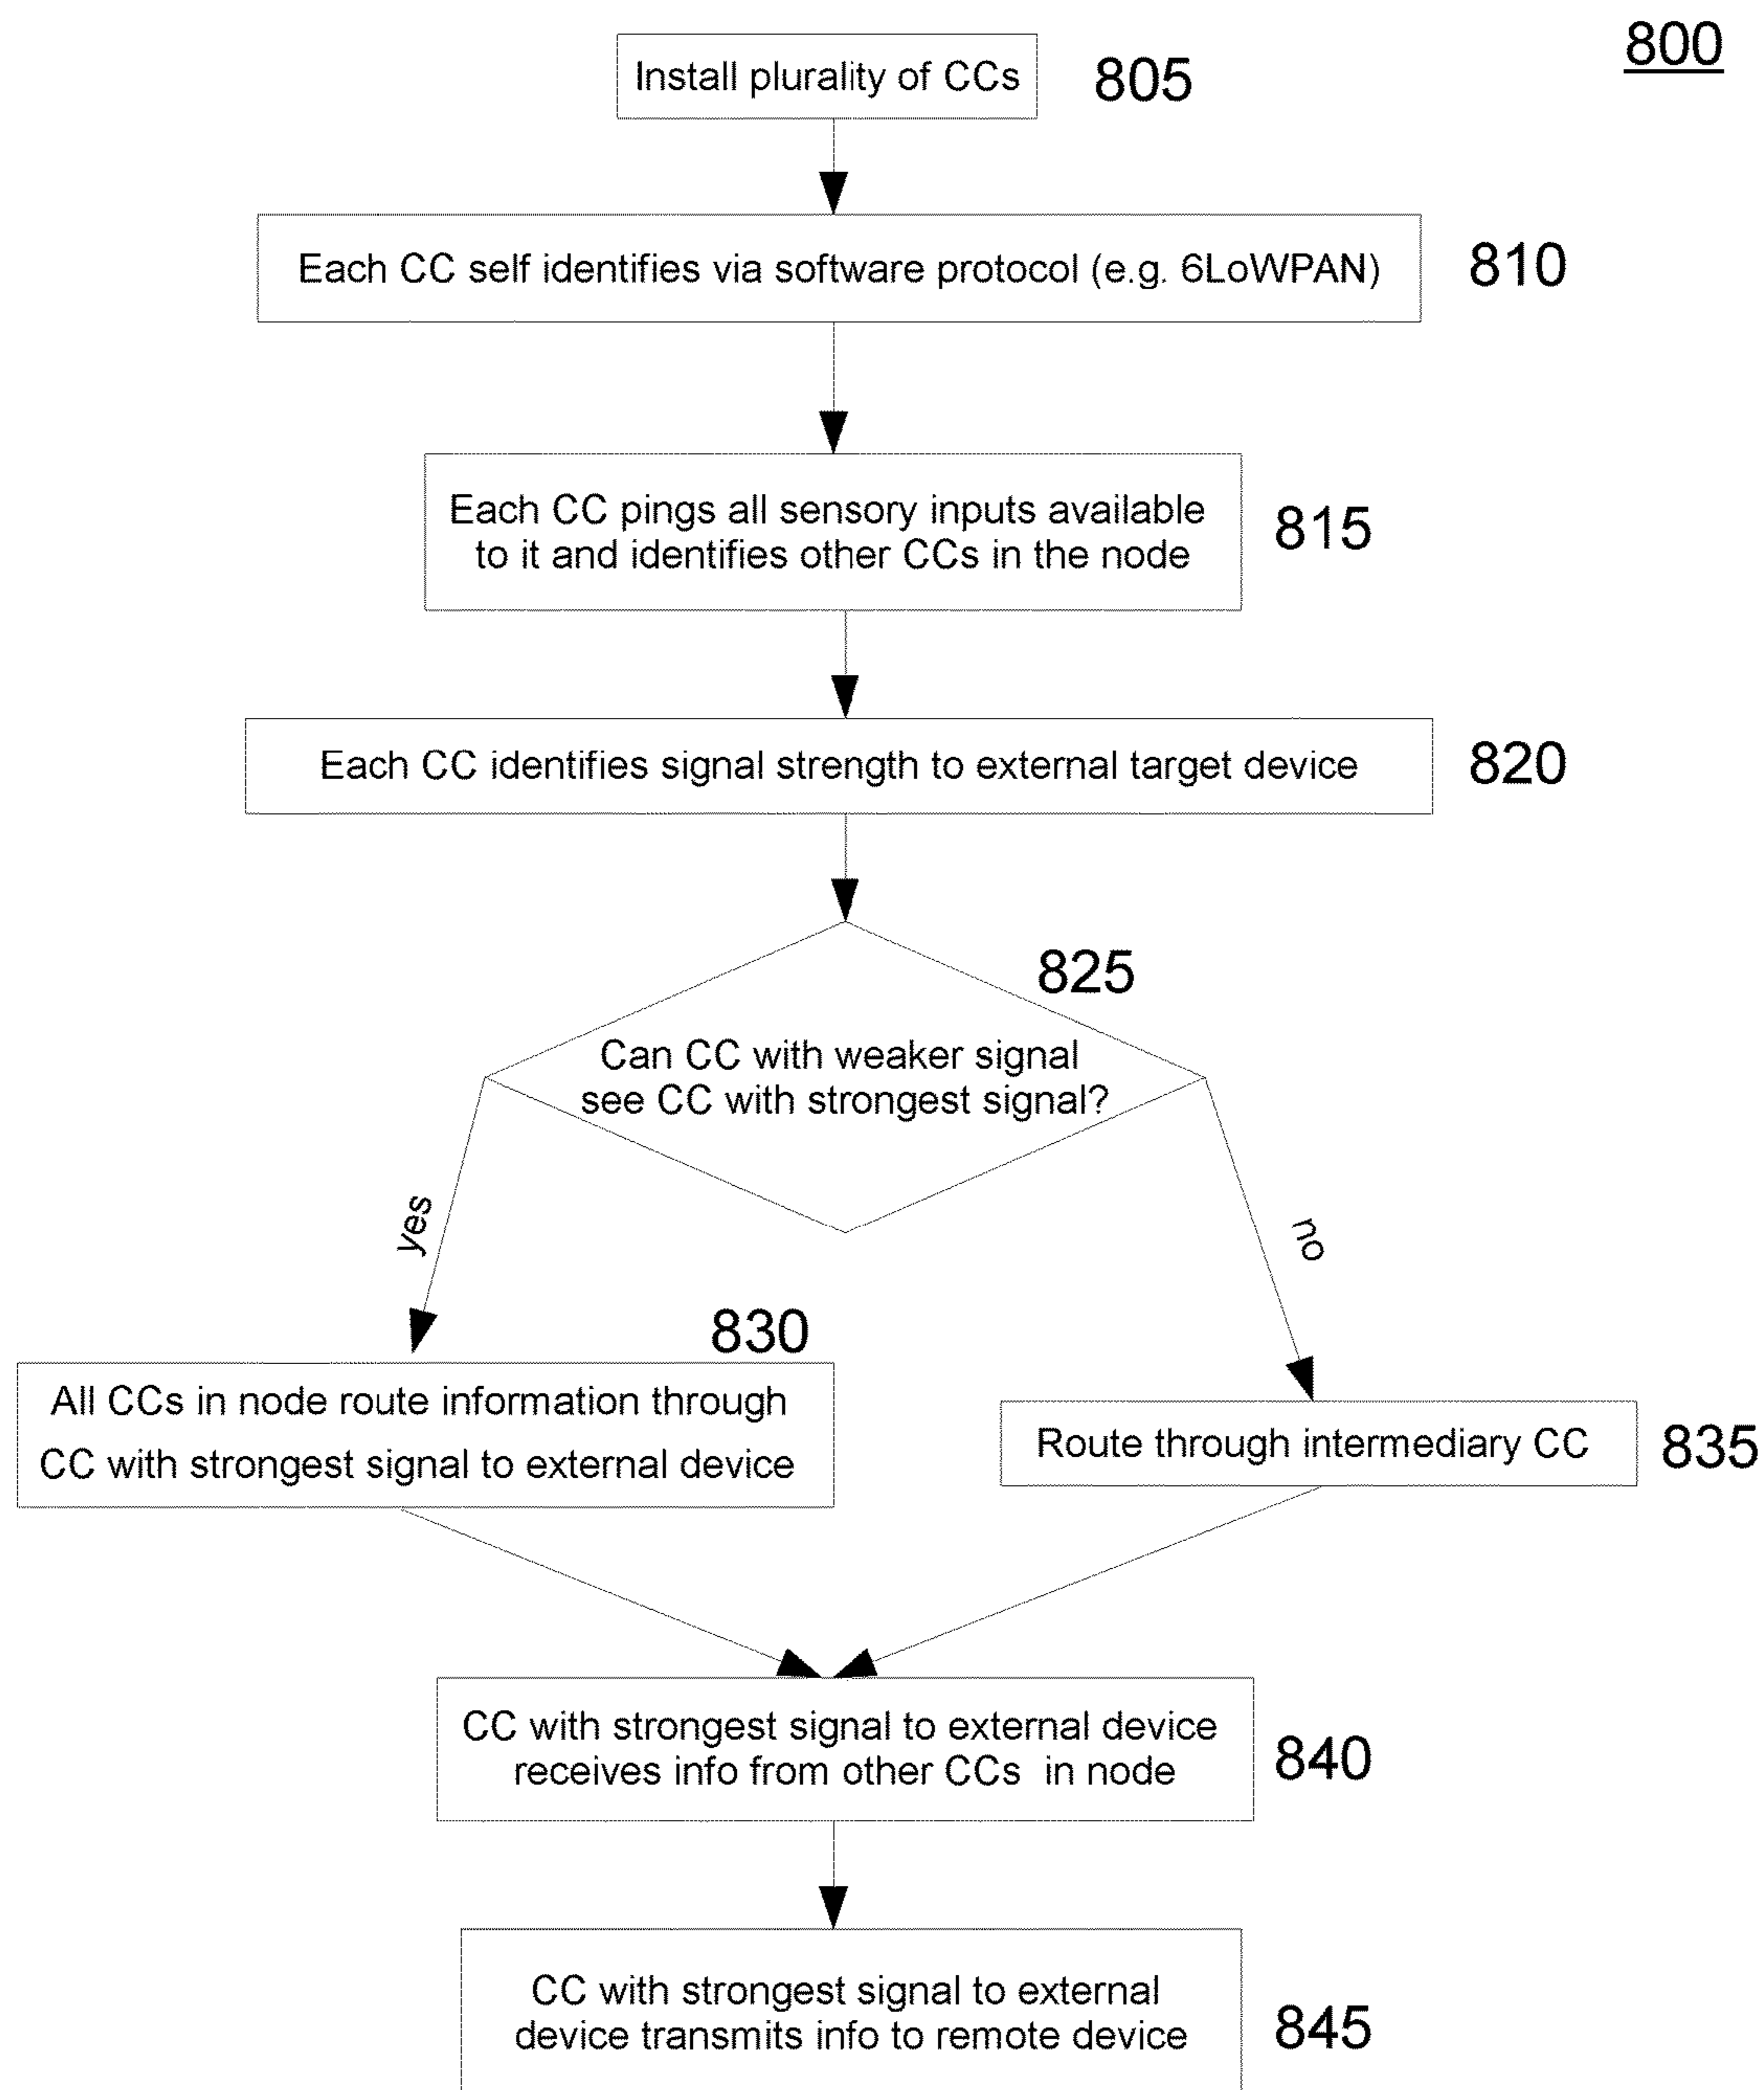 800
Install plurality of CCs
805
Each CC self identifies via software protocol (e.g. 6LoWPAN)
810
Each CC pings all sensory inputs available
to it and identifies other CCs in the node
815
Each CC identifies signal strength to external target device
820
825
Can CC with weaker signal
see CC with strongest signal?
yes
no
830
All CCs in node route information through
CC with strongest signal to external device
Route through intermediary CC
835
CC with strongest signal to external device
receives info from other CCs in node
840
CC with strongest signal to external
device transmits info to remote device
845